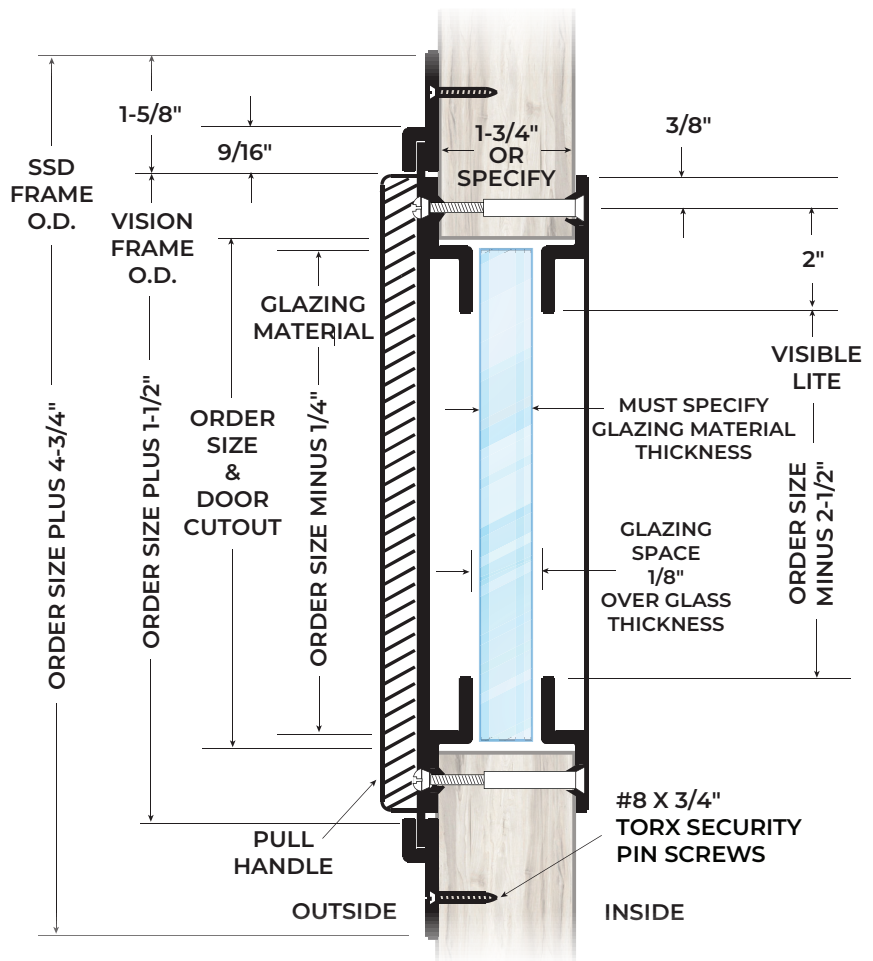 1-5/8"
9/16"
SSD
FRAME
O.D.
VISION
FRAME
O.D.
GLAZING
MATERIAL
ORDER
SIZE
&
DOOR
CUTOUT
ORDER SIZE PLUS 4-3/4"
ORDER SIZE PLUS 1-1/2"
ORDER SIZE MINUS 1/4"
1-3/4"
OR
SPECIFY
3/8"
2"
VISIBLE
LITE
MUST SPECIFY
GLAZING MATERIAL
THICKNESS
ORDER SIZE
MINUS 2-1/2"
GLAZING
SPACE
1/8"
OVER GLASS
THICKNESS
PULL
HANDLE
#8 X 3/4"
TORX SECURITY
PIN SCREWS
OUTSIDE
INSIDE